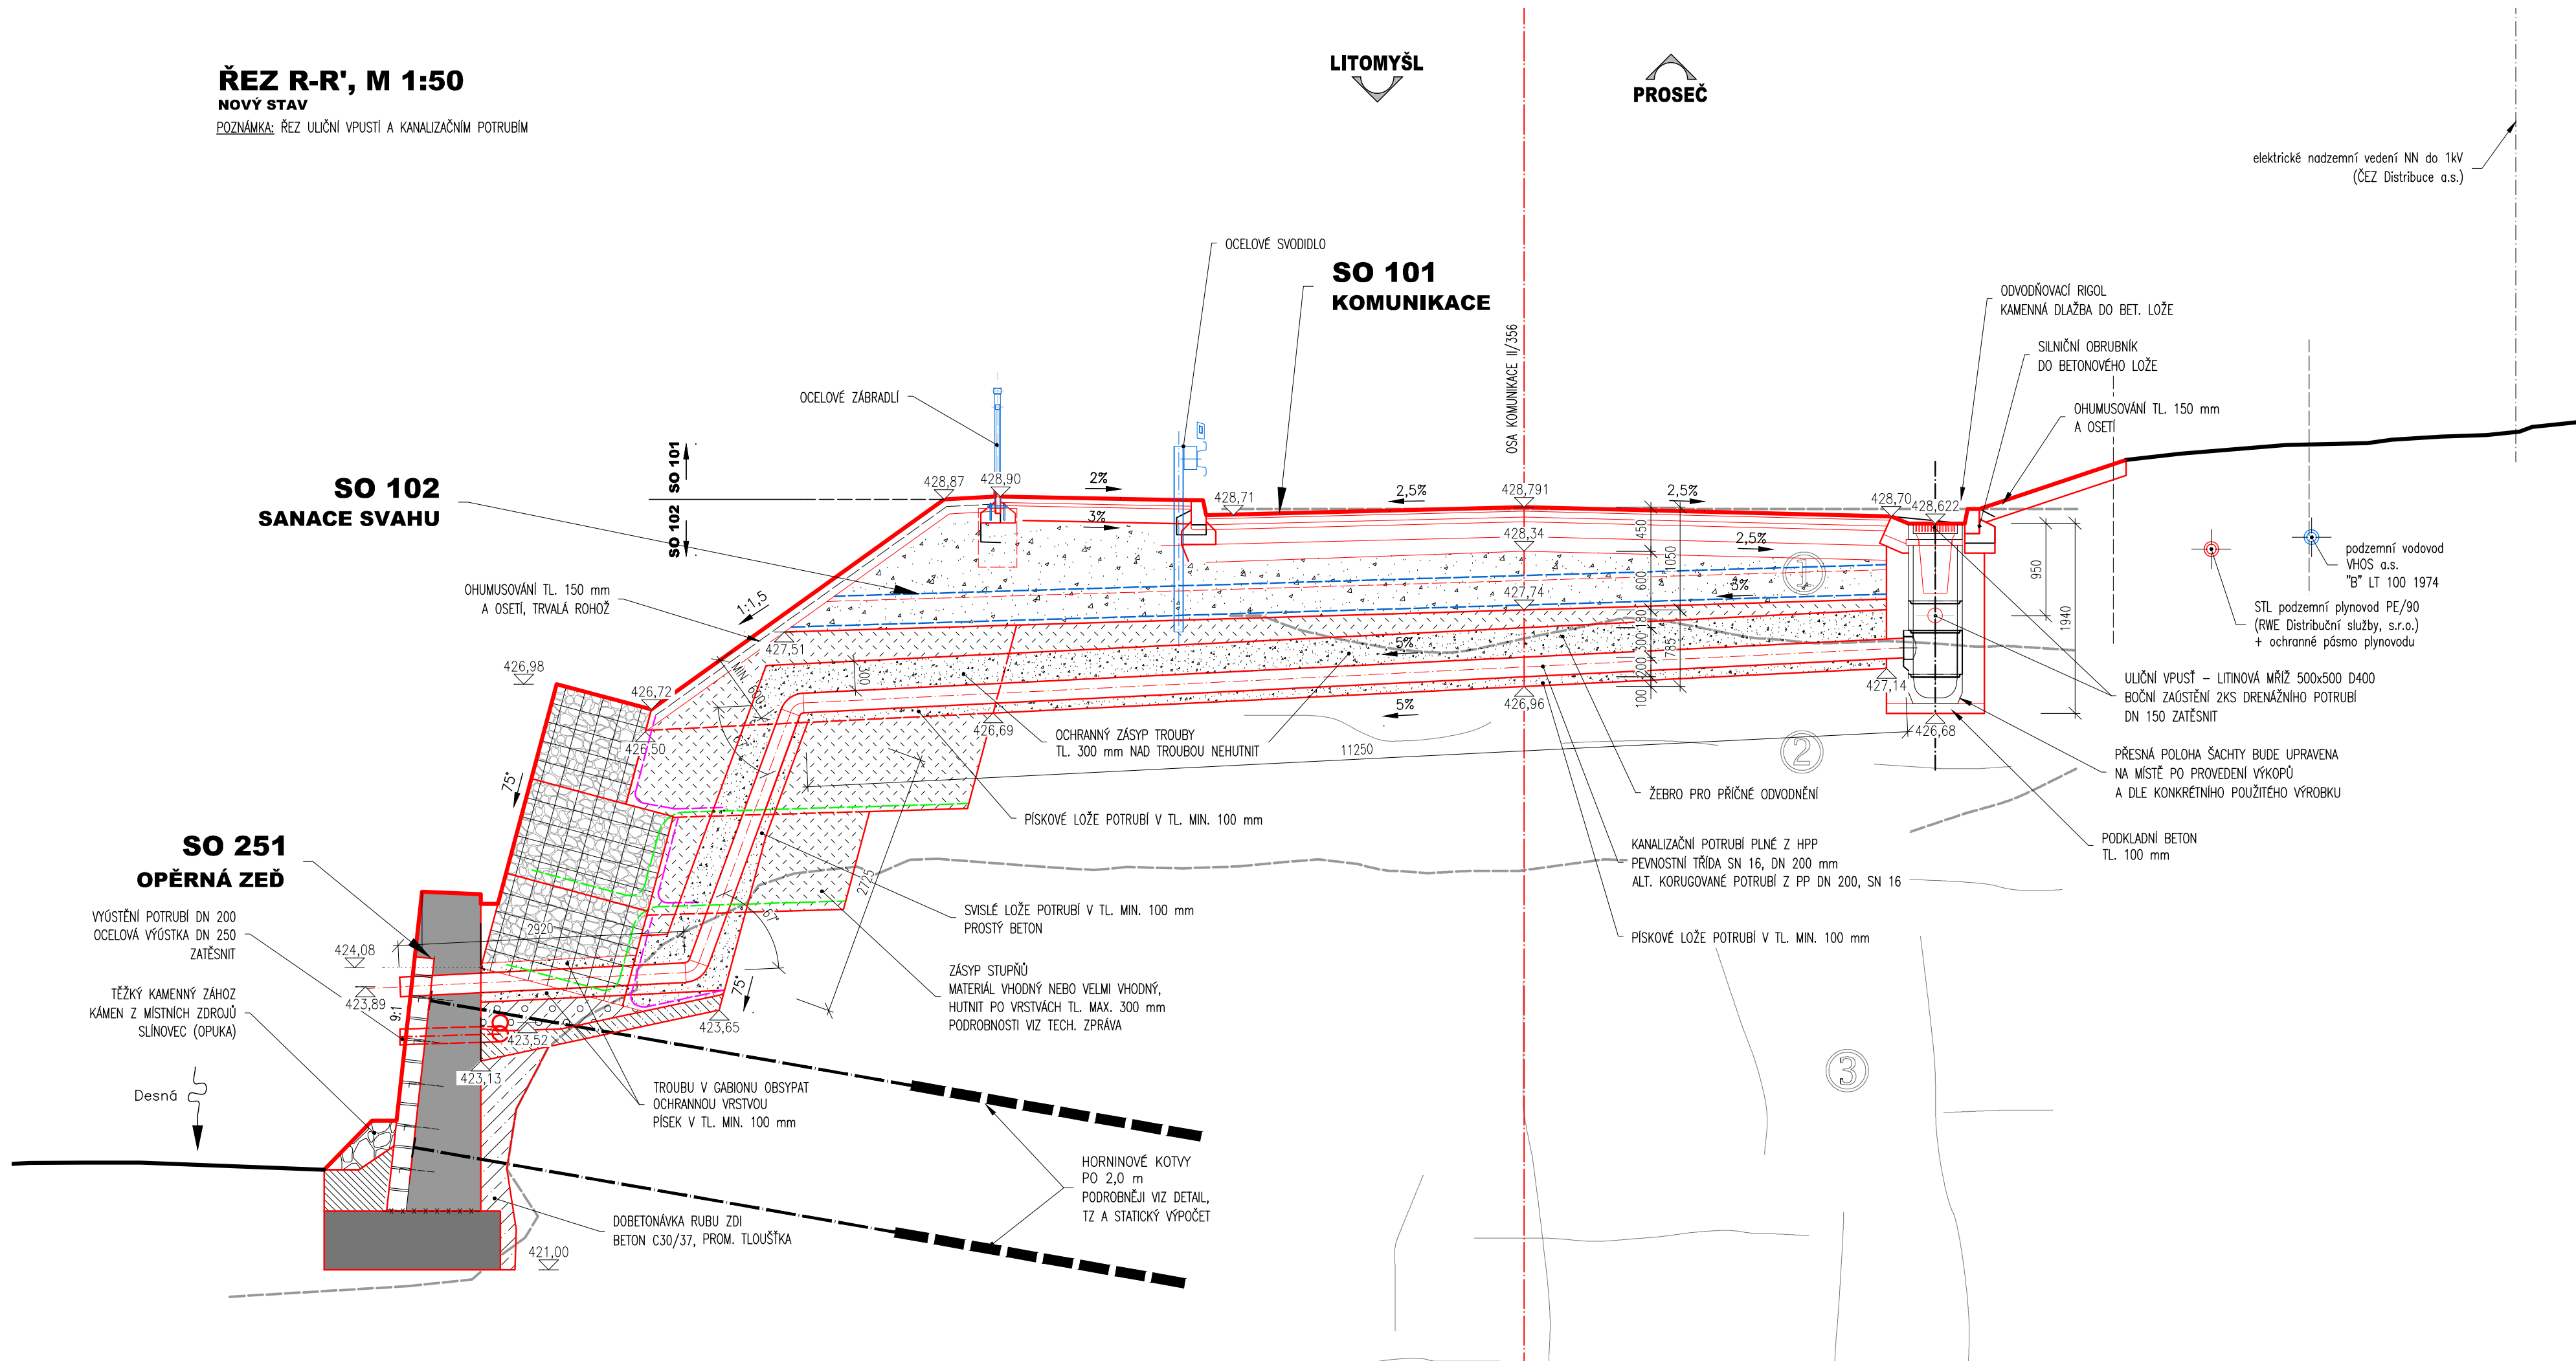 ŘEZ R-R', M 1:50
NOVÝ STAV
POZNÁMKA: ŘEZ ULIČNÍ VPUSTÍ A KANALIZAČNÍM POTRUBÍM
LITOMYŠL
PROSEČ
elektrické nadzemní vedení NN do 1kV
(ČEZ Distribuce a.s.)
OCELOVÉ SVODIDLO
SO 101
KOMUNIKACE
OSA KOMUNIKACE II/356
ODVODŇOVACÍ RIGOL
KAMENNÁ DLAŽBA DO BET. LOŽE
SILNIČNÍ OBRUBNÍK
DO BETONOVÉHO LOŽE
OHUMUSOVÁNÍ TL. 150 mm
A OSETÍ
OCELOVÉ ZÁBRADLÍ
SO 101
SO 102
SO 102
SANACE SVAHU
428,87
428,90
2%
3%
428,71
2,5%
428,791
2,5%
428,70
428,622
428,34
2,5%
450
1050
600
427,74
3%
180
300
785
200
100
950
1940
1
2
3
podzemní vodovod
VHOS a.s.
"B" LT 100 1974
STL podzemní plynovod PE/90
(RWE Distribuční služby, s.r.o.)
+ ochranné pásmo plynovodu
OHUMUSOVÁNÍ TL. 150 mm
A OSETÍ, TRVALÁ ROHOŽ
1:1,5
427,51
MIN. 600
300
5%
5%
426,98
426,72
426,50
426,69
426,96
427,14
426,68
11250
67°
67°
2725
2920
75°
75°
OCHRANNÝ ZÁSYP TROUBY
TL. 300 mm NAD TROUBOU NEHUTNIT
PÍSKOVÉ LOŽE POTRUBÍ V TL. MIN. 100 mm
ŽEBRO PRO PŘÍČNÉ ODVODNĚNÍ
ULIČNÍ VPUSŤ – LITINOVÁ MŘÍŽ 500x500 D400
BOČNÍ ZAÚSTĚNÍ 2KS DRENÁŽNÍHO POTRUBÍ
DN 150 ZATĚSNIT
PŘESNÁ POLOHA ŠACHTY BUDE UPRAVENA
NA MÍSTĚ PO PROVEDENÍ VÝKOPŮ
A DLE KONKRÉTNÍHO POUŽITÉHO VÝROBKU
PODKLADNÍ BETON
TL. 100 mm
KANALIZAČNÍ POTRUBÍ PLNÉ Z HPP
PEVNOSTNÍ TŘÍDA SN 16, DN 200 mm
ALT. KORUGOVANÉ POTRUBÍ Z PP DN 200, SN 16
PÍSKOVÉ LOŽE POTRUBÍ V TL. MIN. 100 mm
SVISLÉ LOŽE POTRUBÍ V TL. MIN. 100 mm
PROSTÝ BETON
ZÁSYP STUPŇŮ
MATERIÁL VHODNÝ NEBO VELMI VHODNÝ,
HUTNIT PO VRSTVÁCH TL. MAX. 300 mm
PODROBNOSTI VIZ TECH. ZPRÁVA
SO 251
OPĚRNÁ ZEĎ
VYÚSTĚNÍ POTRUBÍ DN 200
OCELOVÁ VÝÚSTKA DN 250
ZATĚSNIT
TĚŽKÝ KAMENNÝ ZÁHOZ
KÁMEN Z MÍSTNÍCH ZDROJŮ
SLÍNOVEC (OPUKA)
Desná
424,08
423,89
9:1
423,52
423,13
423,65
TROUBU V GABIONU OBSYPAT
OCHRANNOU VRSTVOU
PÍSEK V TL. MIN. 100 mm
HORNINOVÉ KOTVY
PO 2,0 m
PODROBNĚJI VIZ DETAIL,
TZ A STATICKÝ VÝPOČET
DOBETONÁVKA RUBU ZDI
BETON C30/37, PROM. TLOUŠŤKA
421,00